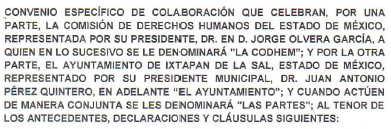 CONVENIO ESPECÍFICO DE COLABORACIÓN QUE CELEBRAN, POR UNA
PARTE, LA COMISIÓN DE DERECHOS HUMANOS DEL ESTADO DE MÉXICO,
REPRESENTADA POR SU PRESIDENTE, DR. EN D. JORGE OLVERA GARCÍA, A
QUIEN EN LO SUCESIVO SE LE DENOMINARÁ "LA CODHEM"; Y POR LA OTRA
PARTE, EL AYUNTAMIENTO DE IXTAPAN DE LA SAL, ESTADO DE MÉXICO,
REPRESENTADO POR SU PRESIDENTE MUNICIPAL, DR. JUAN ANTONIO
PÉREZ QUINTERO, EN ADELANTE "EL AYUNTAMIENTO"; Y CUANDO ACTÚEN
DE MANERA CONJUNTA SE LES DENOMINARÁ "LAS PARTES"; AL TENOR DE
LOS ANTECEDENTES, DECLARACIONES Y CLÁUSULAS SIGUIENTES: